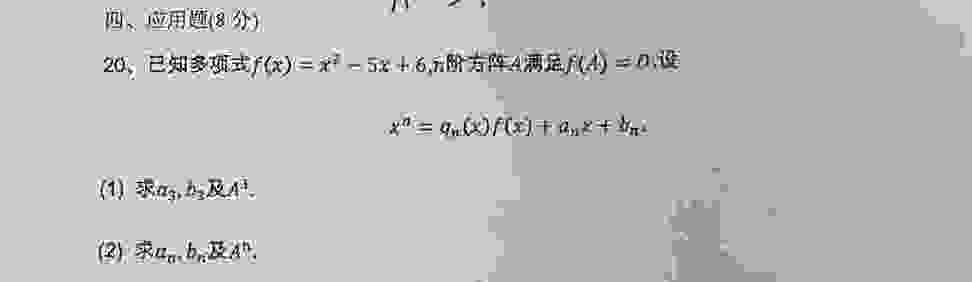 四、应用题(8分)
20、已知多项式f(x) = x² − 5x + 6,n阶方阵A满足f(A) = 0.设
xⁿ = qₙ(x)f(x) + aₙx + bₙ.
(1) 求a₃, b₃及A³.
(2) 求aₙ, bₙ及Aⁿ.